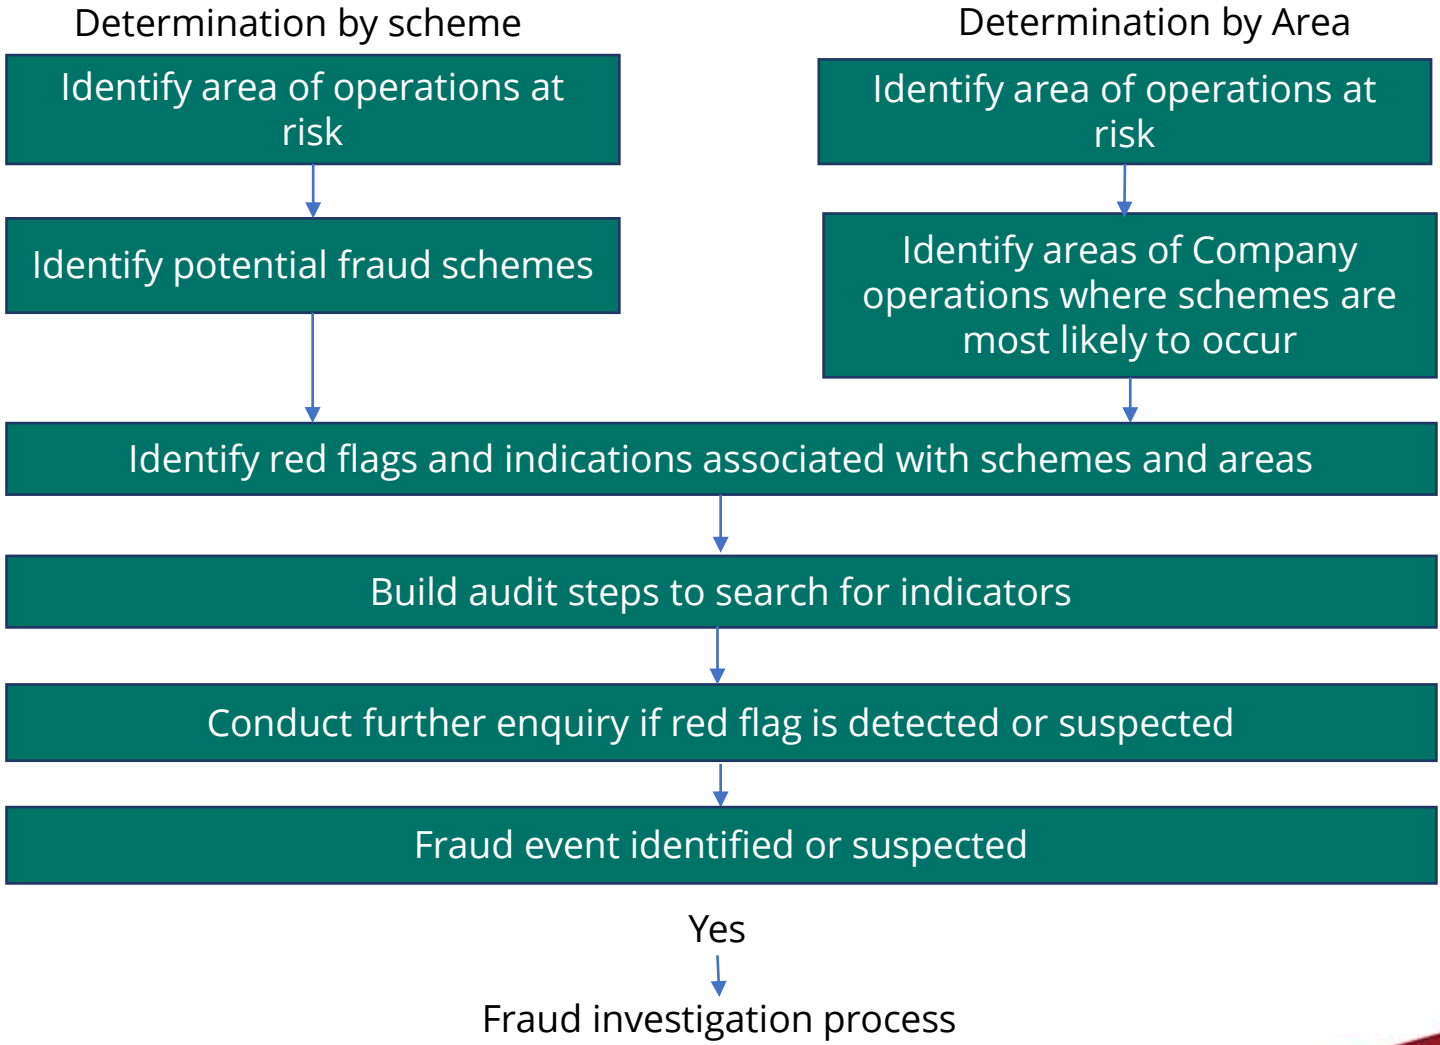 Determination by scheme
Determination by Area
Identify area of operations at
risk
Identify area of operations at
risk
Identify potential fraud schemes
Identify areas of Company
operations where schemes are
most likely to occur
Identify red flags and indications associated with schemes and areas
Build audit steps to search for indicators
Conduct further enquiry if red flag is detected or suspected
Fraud event identified or suspected
Yes
Fraud investigation process